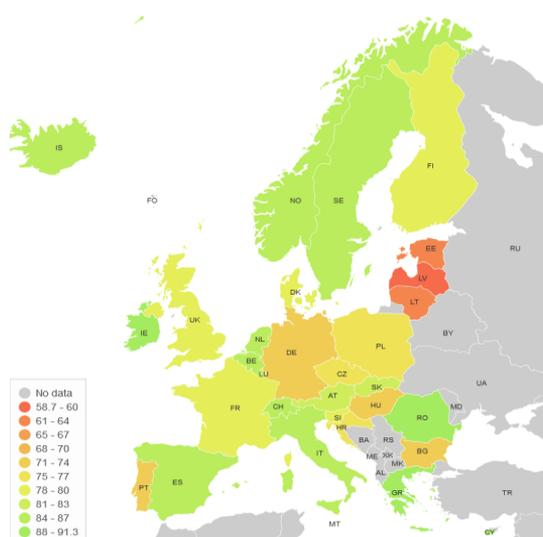 IS
FO
NO
SE
FI
RU
EE
LV
LT
DK
IE
UK
NL
BE
LU
DE
PL
BY
CZ
UA
SK
AT
CH
FR
HU
MD
SI
HR
RO
BA
RS
IT
ME
XK
BG
MK
AL
PT
ES
GR
TR
MT
CY
No data
58.7 - 60
61 - 64
65 - 67
68 - 70
71 - 74
75 - 77
78 - 80
81 - 83
84 - 87
88 - 91.3